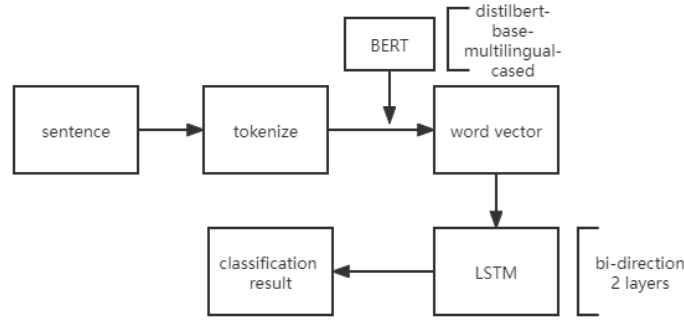 BERT
distilbert-
base-
multilingual-
cased
sentence
tokenize
word vector
classification
result
LSTM
bi-direction
2 layers